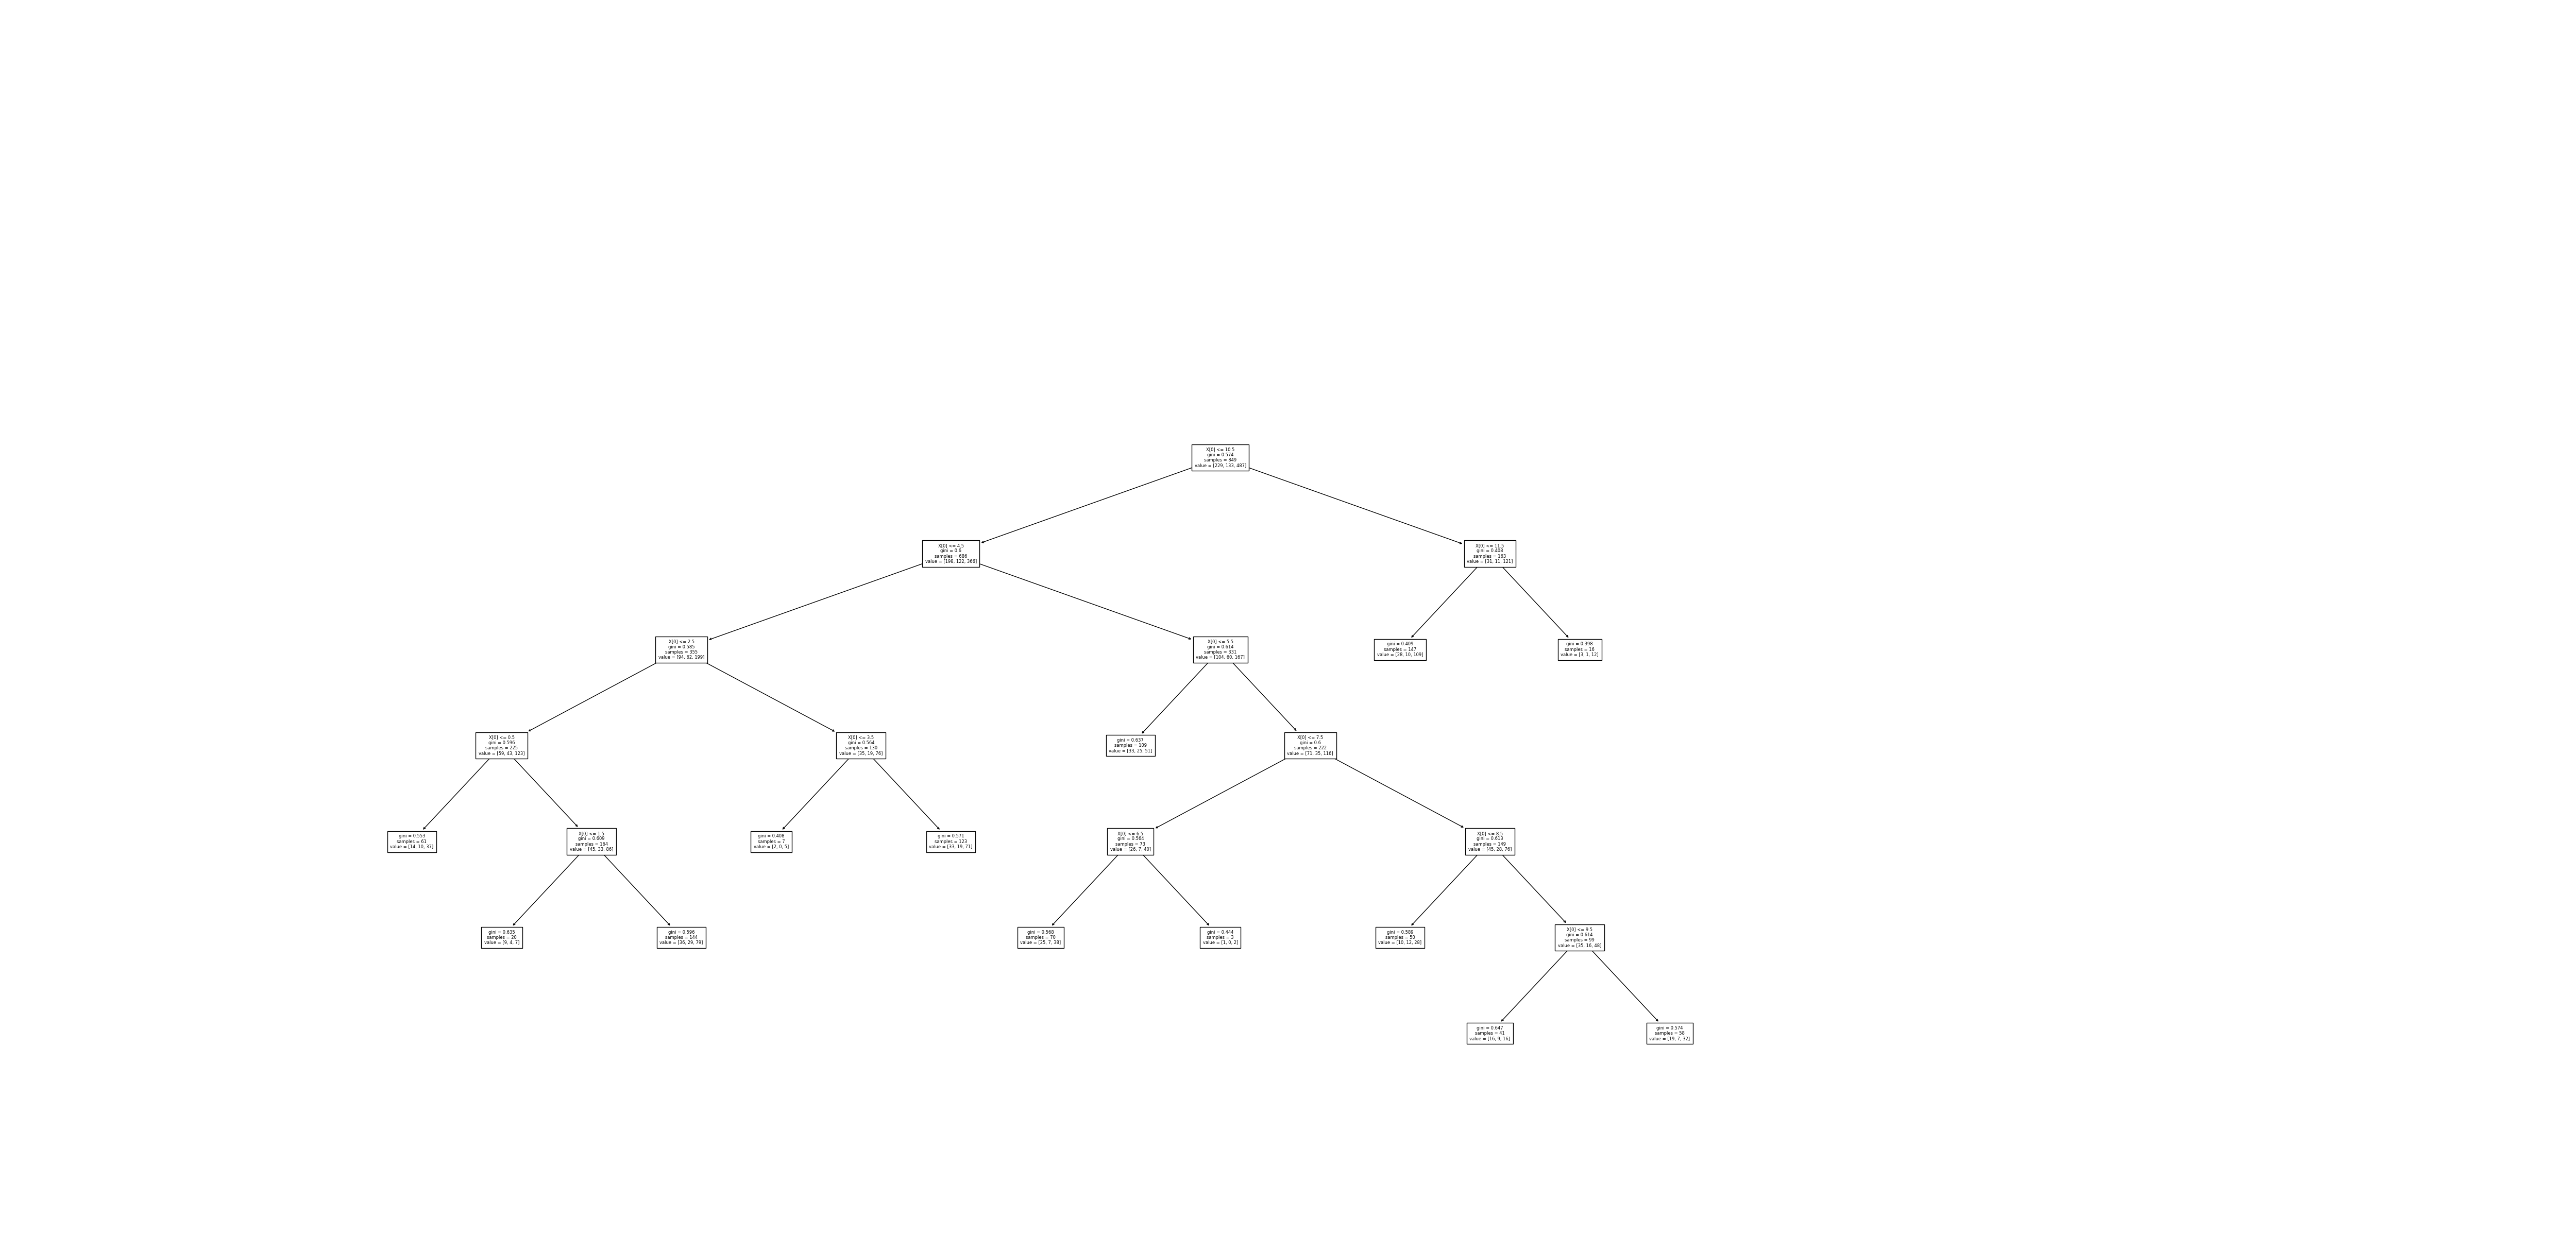 X[0] <= 10.5
gini = 0.574
samples = 849
value = [229, 133, 487]
X[0] <= 4.5
gini = 0.6
samples = 686
value = [198, 122, 366]
X[0] <= 11.5
gini = 0.408
samples = 163
value = [31, 11, 121]
X[0] <= 2.5
gini = 0.585
samples = 355
value = [94, 62, 199]
X[0] <= 5.5
gini = 0.614
samples = 331
value = [104, 60, 167]
gini = 0.409
samples = 147
value = [28, 10, 109]
gini = 0.398
samples = 16
value = [3, 1, 12]
X[0] <= 0.5
gini = 0.596
samples = 225
value = [59, 43, 123]
X[0] <= 3.5
gini = 0.564
samples = 130
value = [35, 19, 76]
gini = 0.637
samples = 109
value = [33, 25, 51]
X[0] <= 7.5
gini = 0.6
samples = 222
value = [71, 35, 116]
gini = 0.553
samples = 61
value = [14, 10, 37]
X[0] <= 1.5
gini = 0.609
samples = 164
value = [45, 33, 86]
gini = 0.408
samples = 7
value = [2, 0, 5]
gini = 0.571
samples = 123
value = [33, 19, 71]
X[0] <= 6.5
gini = 0.564
samples = 73
value = [26, 7, 40]
X[0] <= 8.5
gini = 0.613
samples = 149
value = [45, 28, 76]
gini = 0.635
samples = 20
value = [9, 4, 7]
gini = 0.596
samples = 144
value = [36, 29, 79]
gini = 0.568
samples = 70
value = [25, 7, 38]
gini = 0.444
samples = 3
value = [1, 0, 2]
gini = 0.589
samples = 50
value = [10, 12, 28]
X[0] <= 9.5
gini = 0.614
samples = 99
value = [35, 16, 48]
gini = 0.647
samples = 41
value = [16, 9, 16]
gini = 0.574
samples = 58
value = [19, 7, 32]